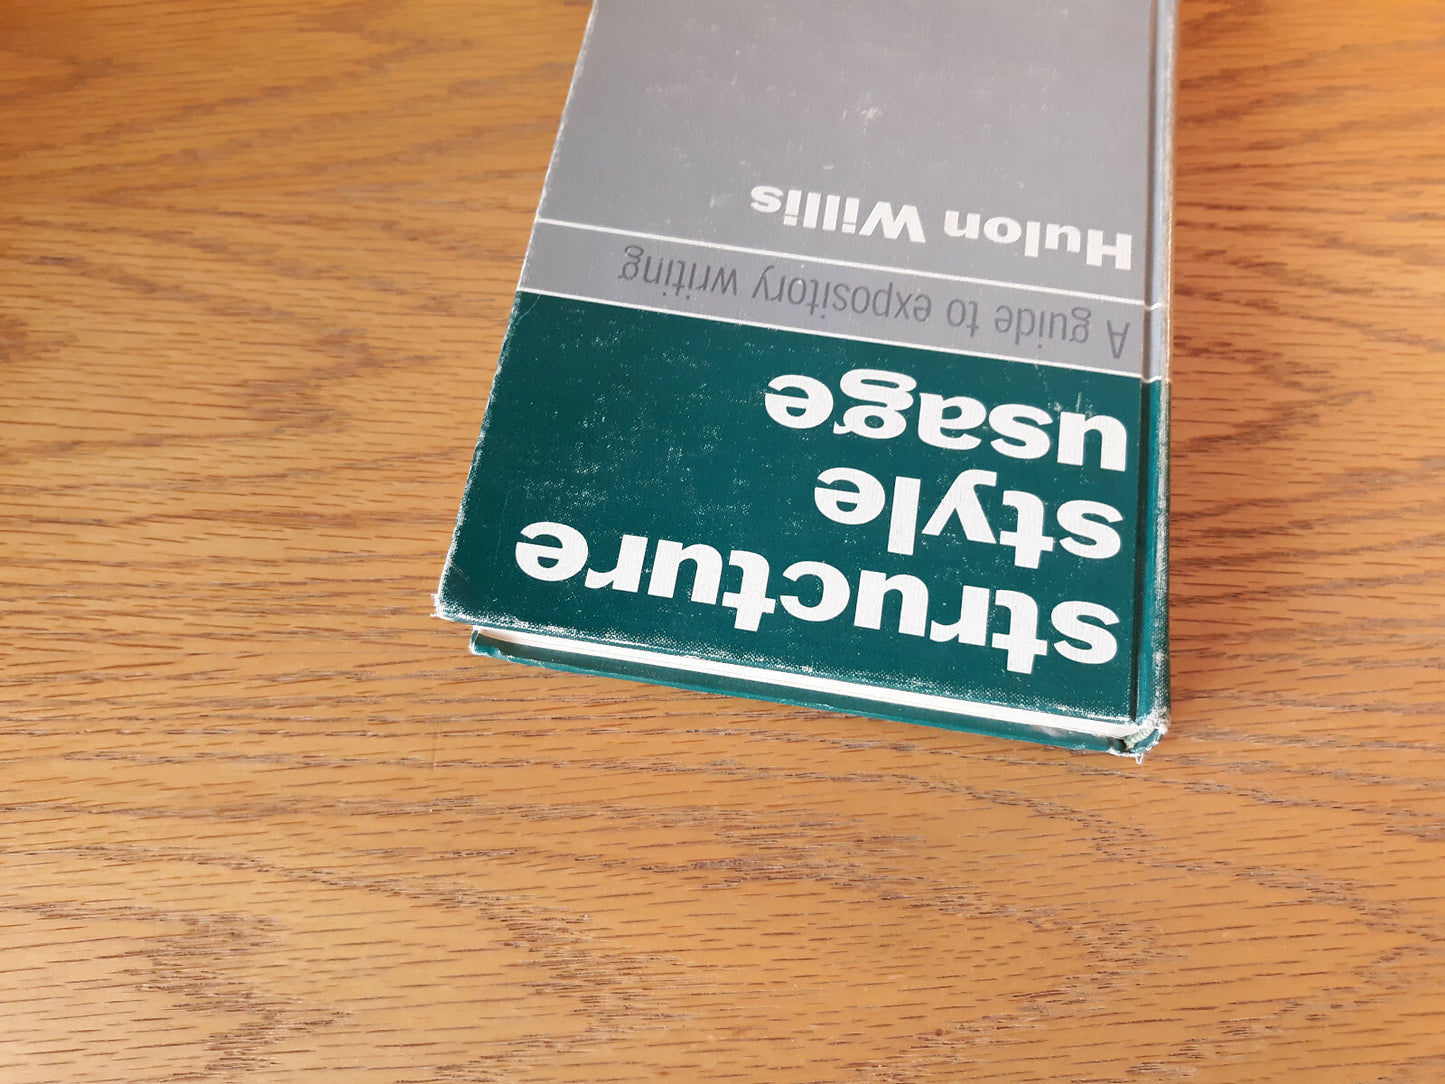 structure
style
usage
A guide to expository writing
Hulon Willis